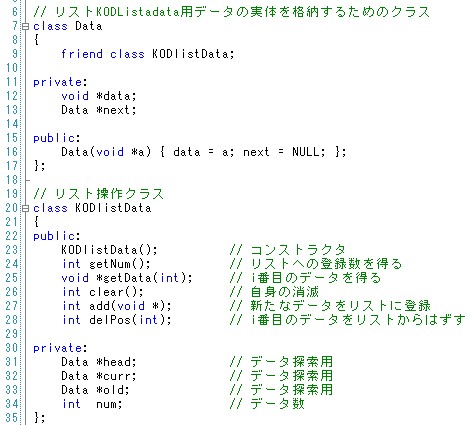 6 // リストKODListadata用データの実体を格納するためのクラス
7 class Data
8 {
9 friend class KODlistData;
10
11 private:
12 void *data;
13 Data *next;
14
15 public:
16 Data(void *a) { data = a; next = NULL; };
17 };
18
19 // リスト操作クラス
20 class KODlistData
21 {
22 public:
23 KODlistData(); // コンストラクタ
24 int getNum(); // リストへの登録数を得る
25 void *getData(int); // i番目のデータを得る
26 int clear(); // 自身の消滅
27 int add(void *); // 新たなデータをリストに登録
28 int delPos(int); // i番目のデータをリストからはずす
30 private:
31 Data *head; // データ探索用
32 Data *curr; // データ探索用
33 Data *old; // データ探索用
34 int num; // データ数
35 };